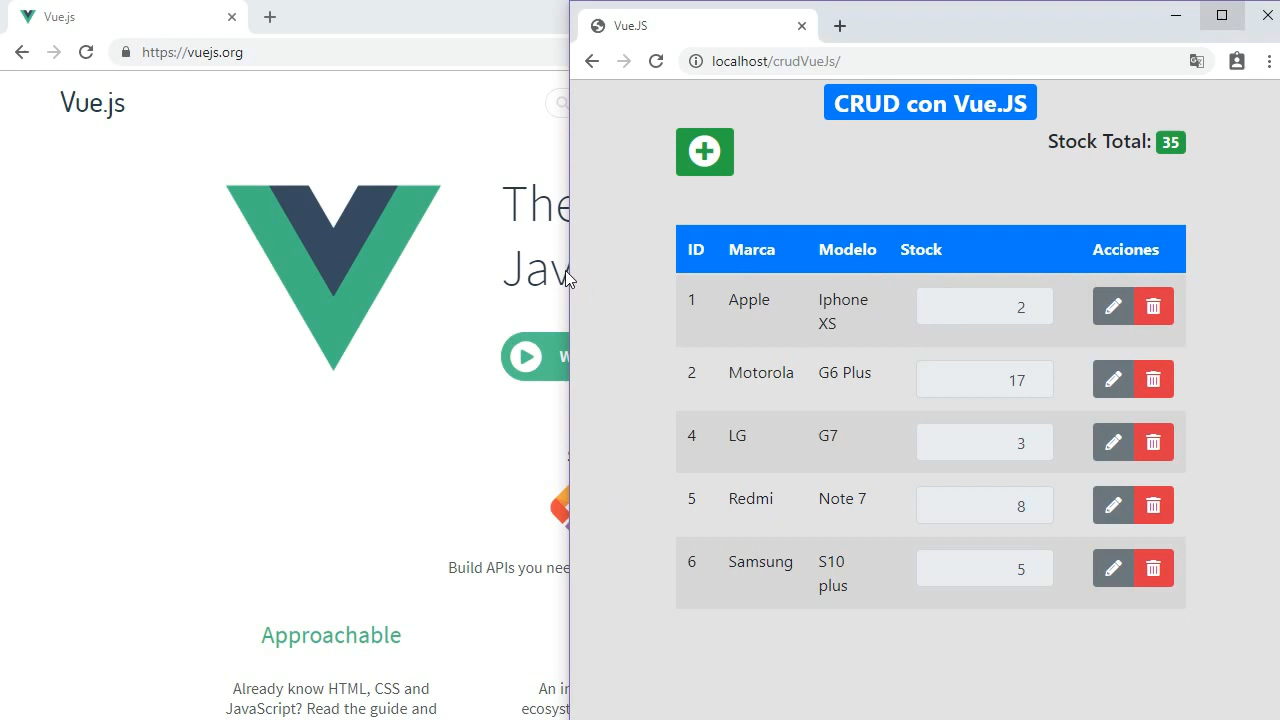 Vue.js
https://vuejs.org
Vue.js
The
Jav
W
Build APIs you nee
Approachable
Already know HTML, CSS and
JavaScript? Read the guide and
An in
ecosyst
Vue.JS
localhost/crudVueJs/
CRUD con Vue.JS
Stock Total: 35
ID Marca Modelo Stock Acciones
1 Apple Iphone XS 2
2 Motorola G6 Plus 17
4 LG G7 3
5 Redmi Note 7 8
6 Samsung S10 plus 5